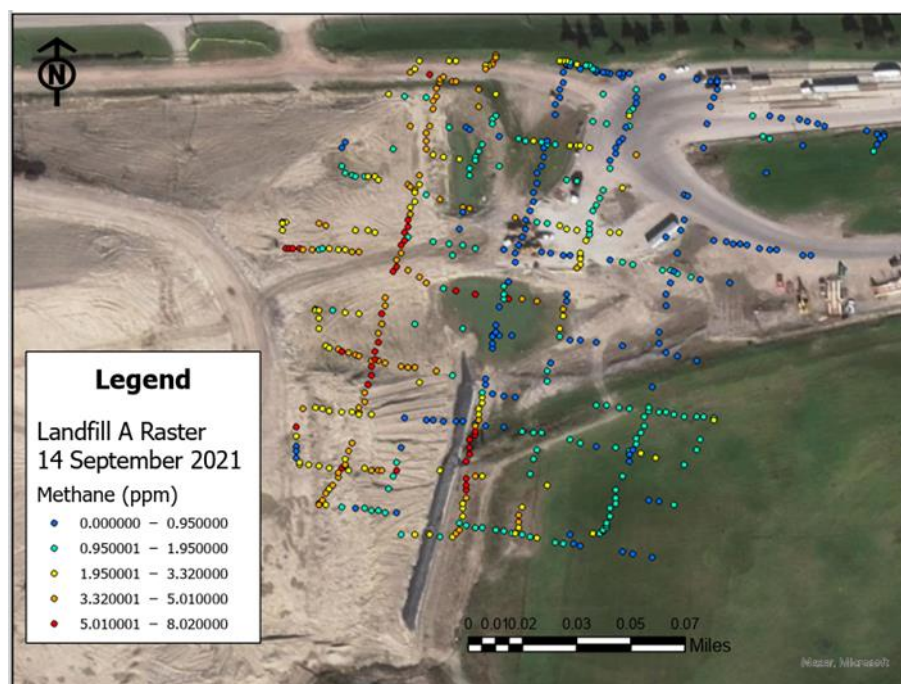 N
Legend
Landfill A Raster
14 September 2021
Methane (ppm)
0.000000 – 0.950000
0.950001 – 1.950000
1.950001 – 3.320000
3.320001 – 5.010000
5.010001 – 8.020000
0 0.010.02 0.03 0.05 0.07
Miles
Maxar, Microsoft